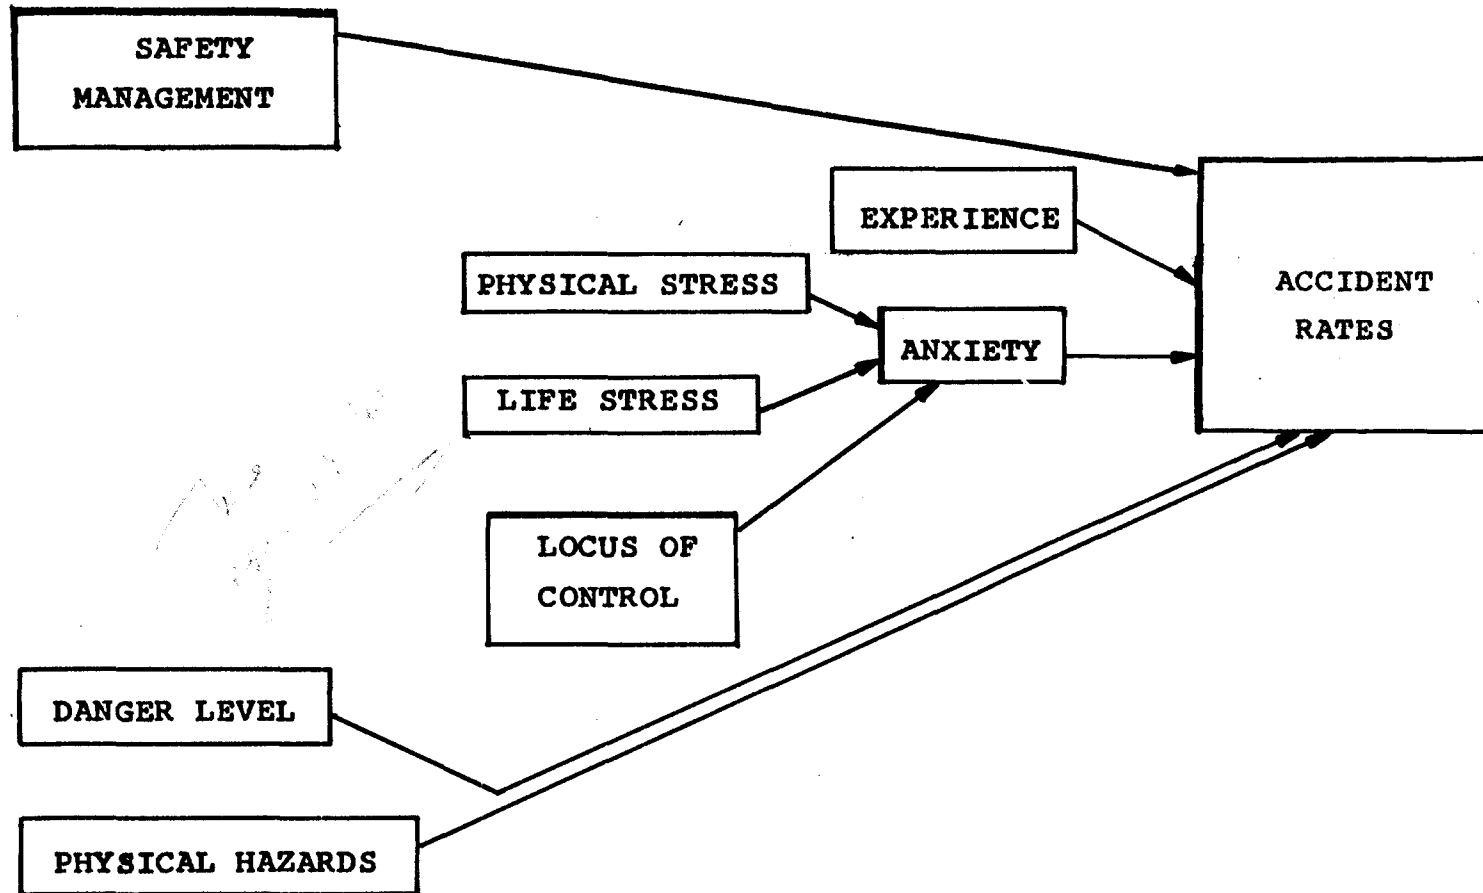 SAFETY
MANAGEMENT
EXPERIENCE
PHYSICAL STRESS
ACCIDENT
RATES
ANXIETY
LIFE STRESS
LOCUS OF
CONTROL
DANGER LEVEL
PHYSICAL HAZARDS